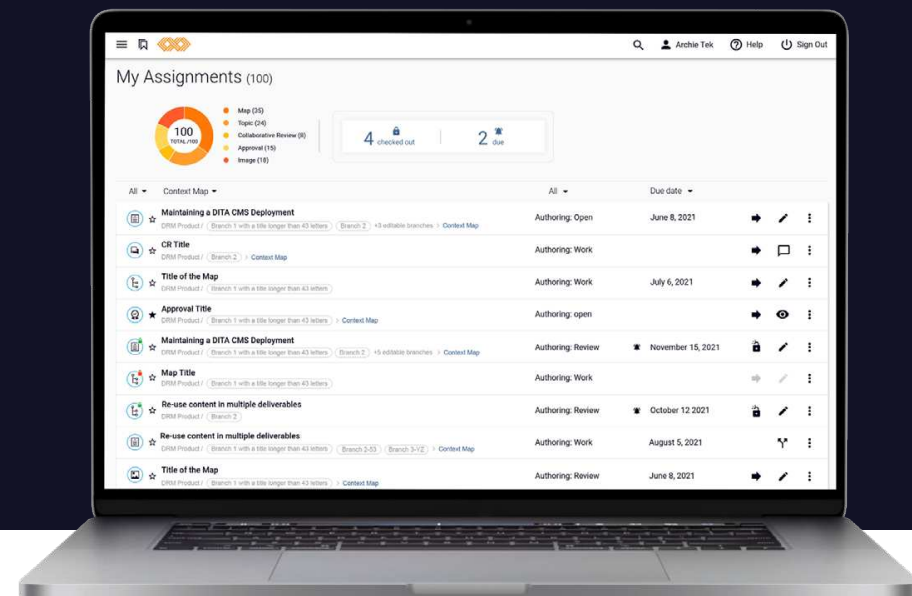 Archie Tek Help Sign Out
My Assignments (100)
100
TOTAL /100
Map (35)
Topic (24)
Collaborative Review (8)
Approval (15)
Image (18)
4 checked out
2 due
All Context Map All Due date
Maintaining a DITA CMS Deployment
DRM Product / Branch 1 with a title longer than 43 letters Branch 2 +3 editable branches > Context Map
Authoring: Open June 8, 2021
CR Title
DRM Product / Branch 2 > Context Map
Authoring: Work
Title of the Map
DRM Product / Branch 1 with a title longer than 43 letters
Authoring: Work July 6, 2021
Approval Title
DRM Product / Branch 1 with a title longer than 43 letters > Context Map
Authoring: open
Maintaining a DITA CMS Deployment
DRM Product / Branch 1 with a title longer than 43 letters Branch 2 +5 editable branches > Context Map
Authoring: Review November 15, 2021
Map Title
DRM Product / Branch 1 with a title longer than 43 letters
Authoring: Work
Re-use content in multiple deliverables
DRM Product / Branch 2
Authoring: Review October 12 2021
Re-use content in multiple deliverables
DRM Product / Branch 1 with a title longer than 43 letters Branch 2-53 Branch 3-YZ > Context Map
Authoring: Work August 5, 2021
Title of the Map
DRM Product / Branch 1 with a title longer than 43 letters > Context Map
Authoring: Review June 8, 2021